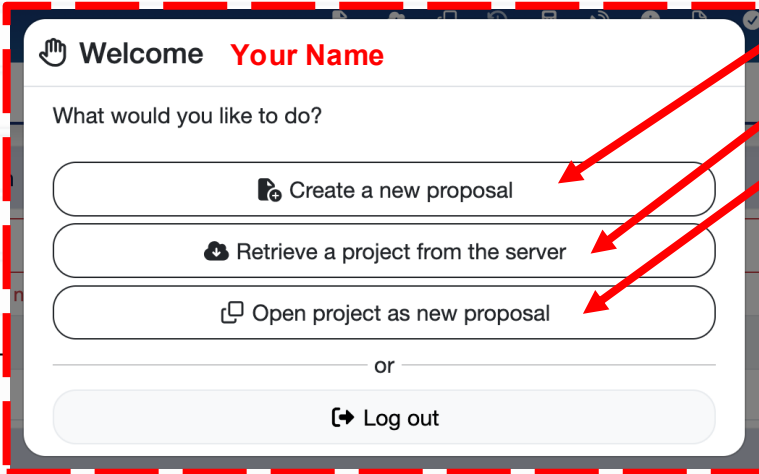 Welcome Your Name
What would you like to do?
Create a new proposal
Retrieve a project from the server
Open project as new proposal
or
Log out